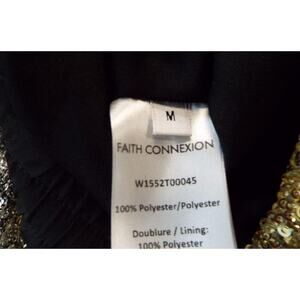 M
FAITH CONNEXION
W1552T00045
100% Polyester/Polyester
Doublure / Lining:
100% Polyester